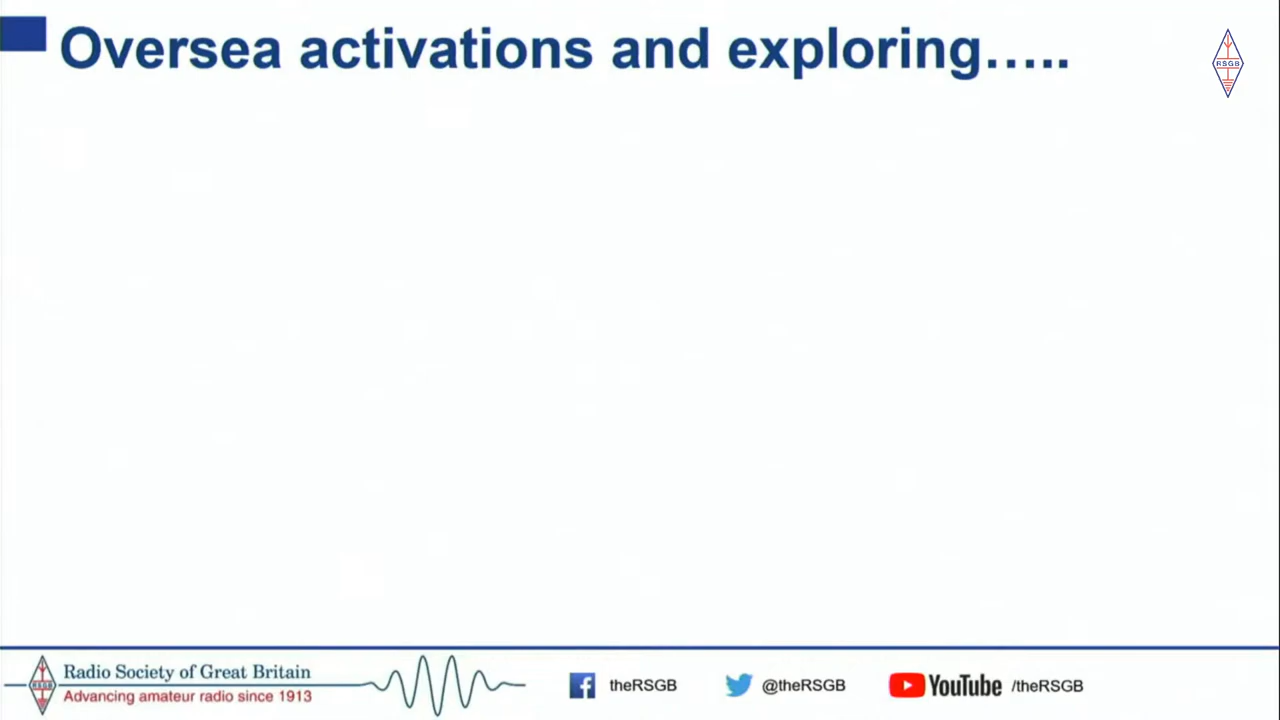 Oversea activations and exploring…..
RSGB
RSGB
Radio Society of Great Britain
Advancing amateur radio since 1913
theRSGB
@theRSGB
YouTube /theRSGB